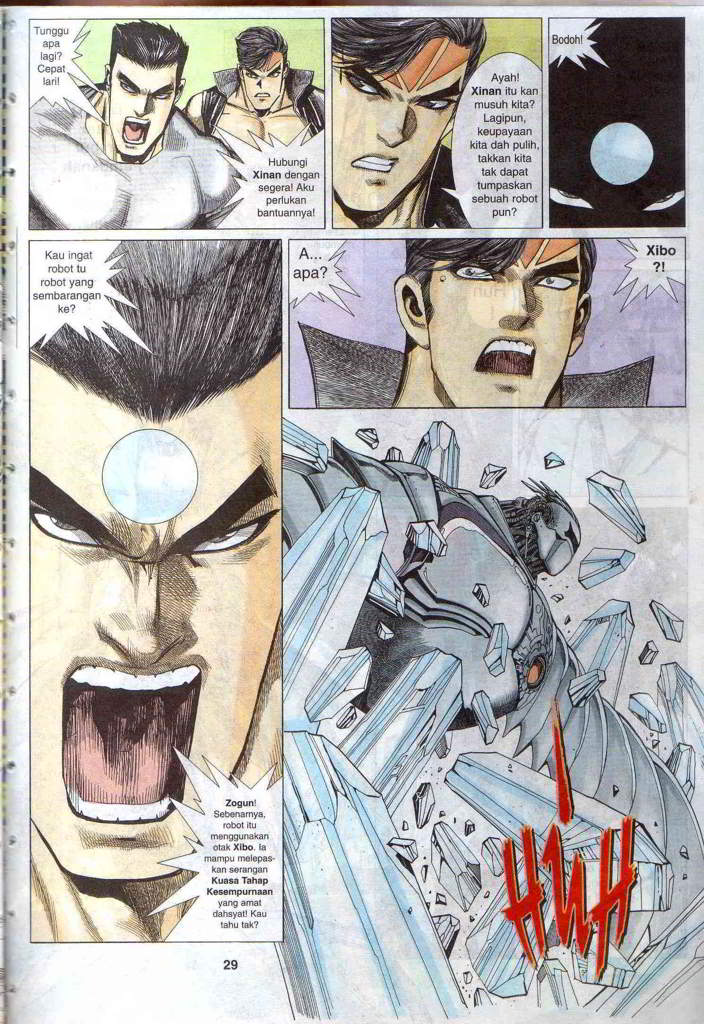 Tunggu
apa
lagi?
Cepat
lari!
Hubungi
Xinan dengan
segera! Aku
perlukan
bantuannya!
Ayah!
Xinan itu kan
musuh kita?
Lagipun,
keupayaan
kita dah pulih,
takkan kita
tak dapat
tumpaskan
sebuah robot
pun?
Bodoh!
Kau ingat
robot tu
robot yang
sembarangan
ke?
A...
apa?
Xibo
?!
Zogun!
Sebenarnya,
robot itu
menggunakan
otak Xibo. Ia
mampu melepas-
kan serangan
Kuasa Tahap
Kesempurnaan
yang amat
dahsyat! Kau
tahu tak?
HUH
29